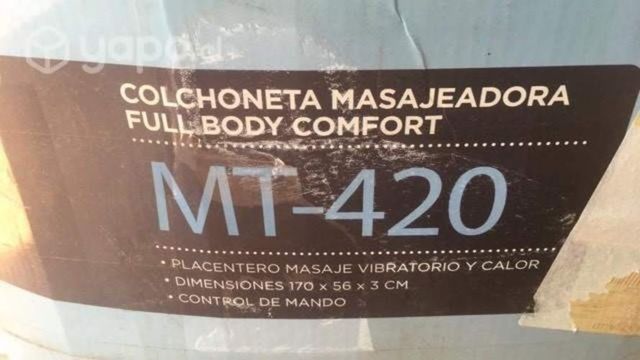 yapo.cl
COLCHONETA MASAJEADORA
FULL BODY COMFORT
MT-420
• PLACENTERO MASAJE VIBRATORIO Y CALOR
• DIMENSIONES 170 x 56 x 3 CM
• CONTROL DE MANDO